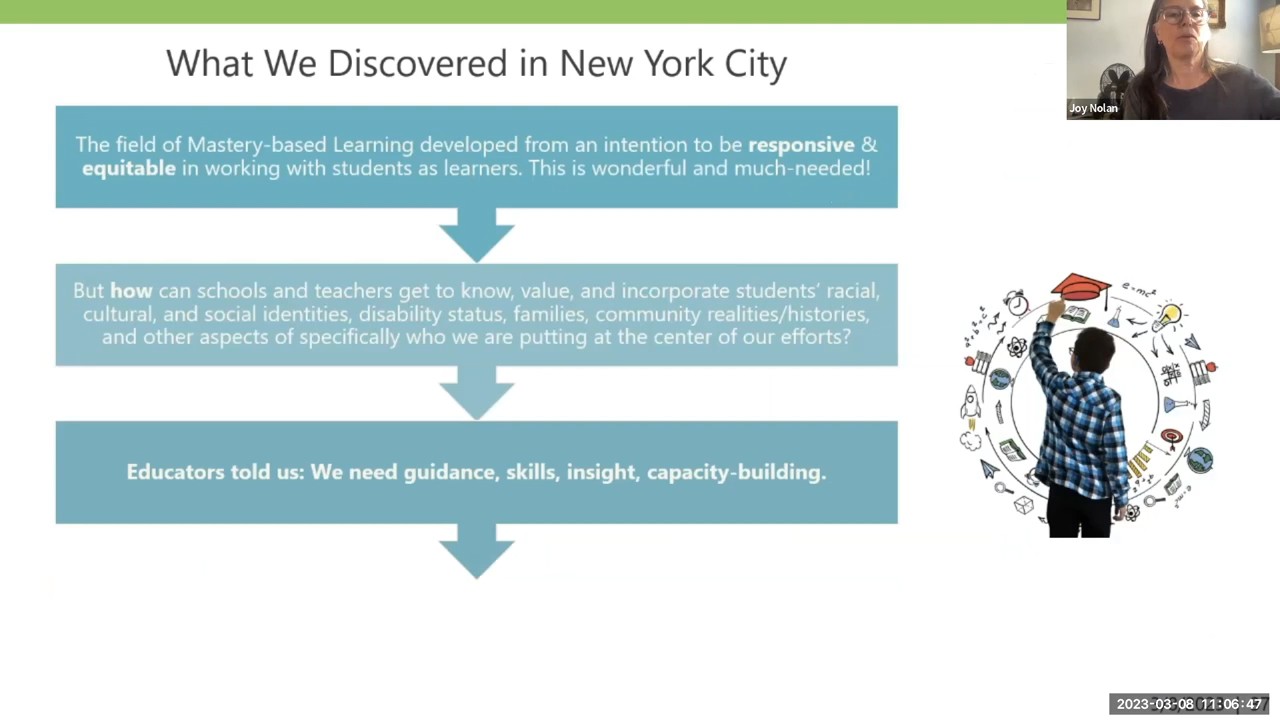 What We Discovered in New York City
Joy Nolan
The field of Mastery-based Learning developed from an intention to be responsive &
equitable in working with students as learners. This is wonderful and much-needed!
But how can schools and teachers get to know, value, and incorporate students' racial,
cultural, and social identities, disability status, families, community realities/histories,
and other aspects of specifically who we are putting at the center of our efforts?
Educators told us: We need guidance, skills, insight, capacity-building.
e=mc²
2023-03-08 11:06:47